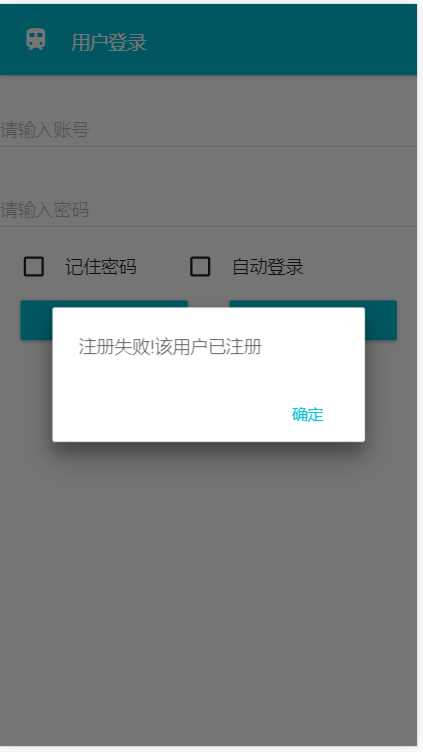 用户登录
请输入账号
请输入密码
记住密码 自动登录
注册失败!该用户已注册
确定